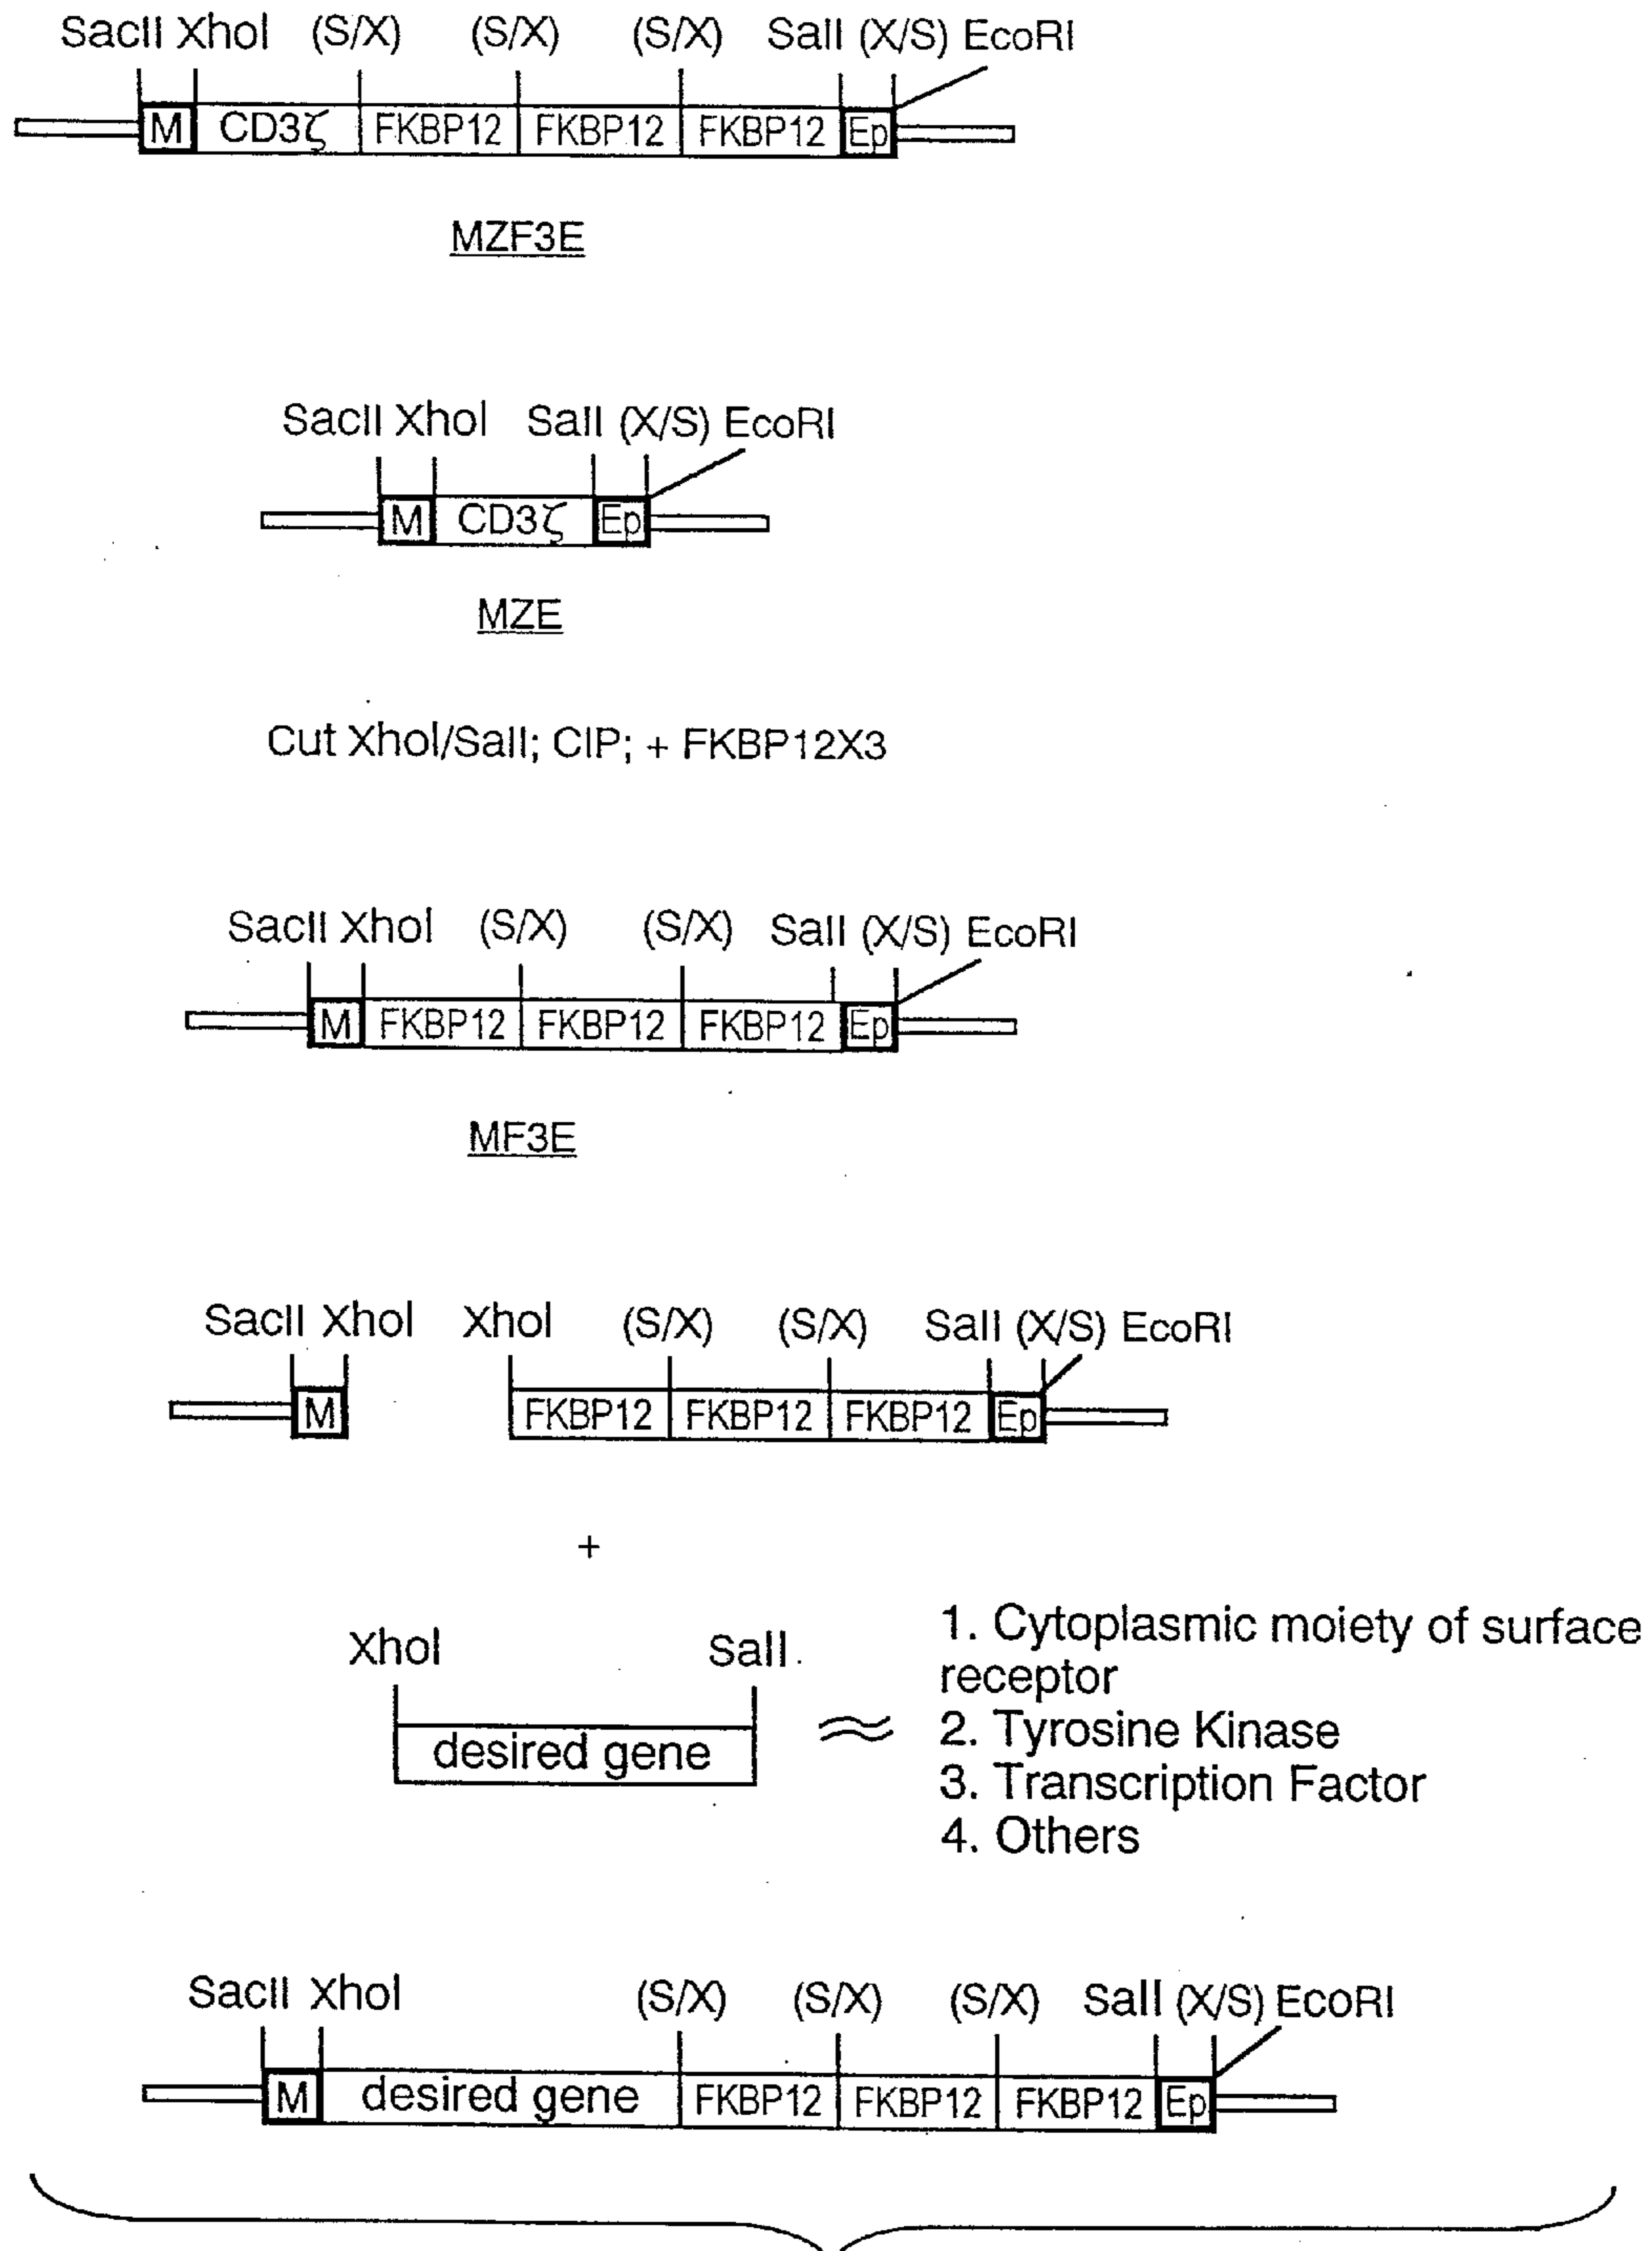 SacII XhoI (S/X) (S/X) (S/X) SalI (X/S) EcoRI
M CD3ζ FKBP12 FKBP12 FKBP12 Ep
MZF3E
SacII XhoI SalI (X/S) EcoRI
M CD3ζ Ep
MZE
Cut XhoI/SalI; CIP; + FKBP12X3
SacII XhoI (S/X) (S/X) SalI (X/S) EcoRI
M FKBP12 FKBP12 FKBP12 Ep
MF3E
SacII XhoI XhoI (S/X) (S/X) SalI (X/S) EcoRI
M FKBP12 FKBP12 FKBP12 Ep
+
XhoI SalI
desired gene ≈
1. Cytoplasmic moiety of surface
receptor
2. Tyrosine Kinase
3. Transcription Factor
4. Others
SacII XhoI (S/X) (S/X) (S/X) SalI (X/S) EcoRI
M desired gene FKBP12 FKBP12 FKBP12 Ep